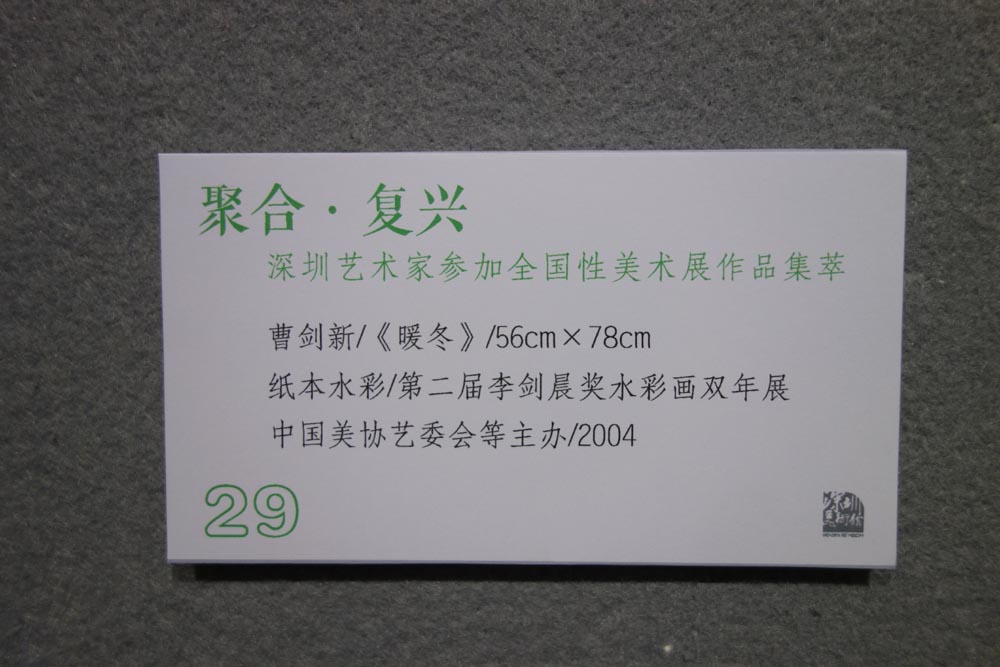 聚合·复兴
深圳艺术家参加全国性美术展作品集萃
曹剑新/《暖冬》/56cm×78cm
纸本水彩/第二届李剑晨奖水彩画双年展
中国美协艺委会等主办/2004
29